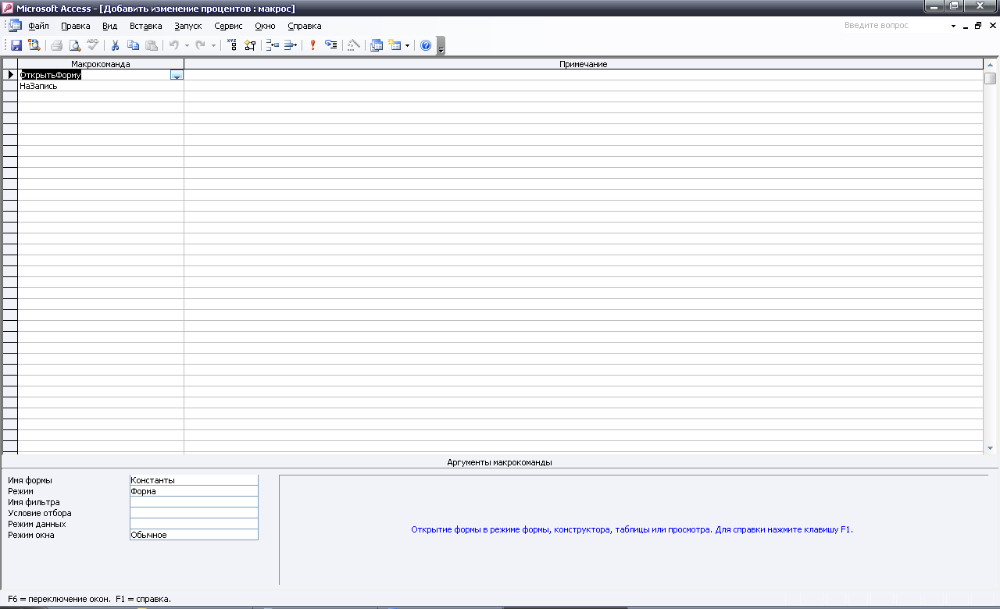 Microsoft Access - [Добавить изменение процентов : макрос]
Файл Правка Вид Вставка Запуск Сервис Окно Справка Введите вопрос
Макрокоманда Примечание
ОткрытьФорму
НаЗапись
Аргументы макрокоманды
Имя формы Константы
Режим Форма
Имя фильтра
Условие отбора
Режим данных
Режим окна Обычное
Открытие формы в режиме формы, конструктора, таблицы или просмотра. Для справки нажмите клавишу F1.
F6 = переключение окон. F1 = справка.